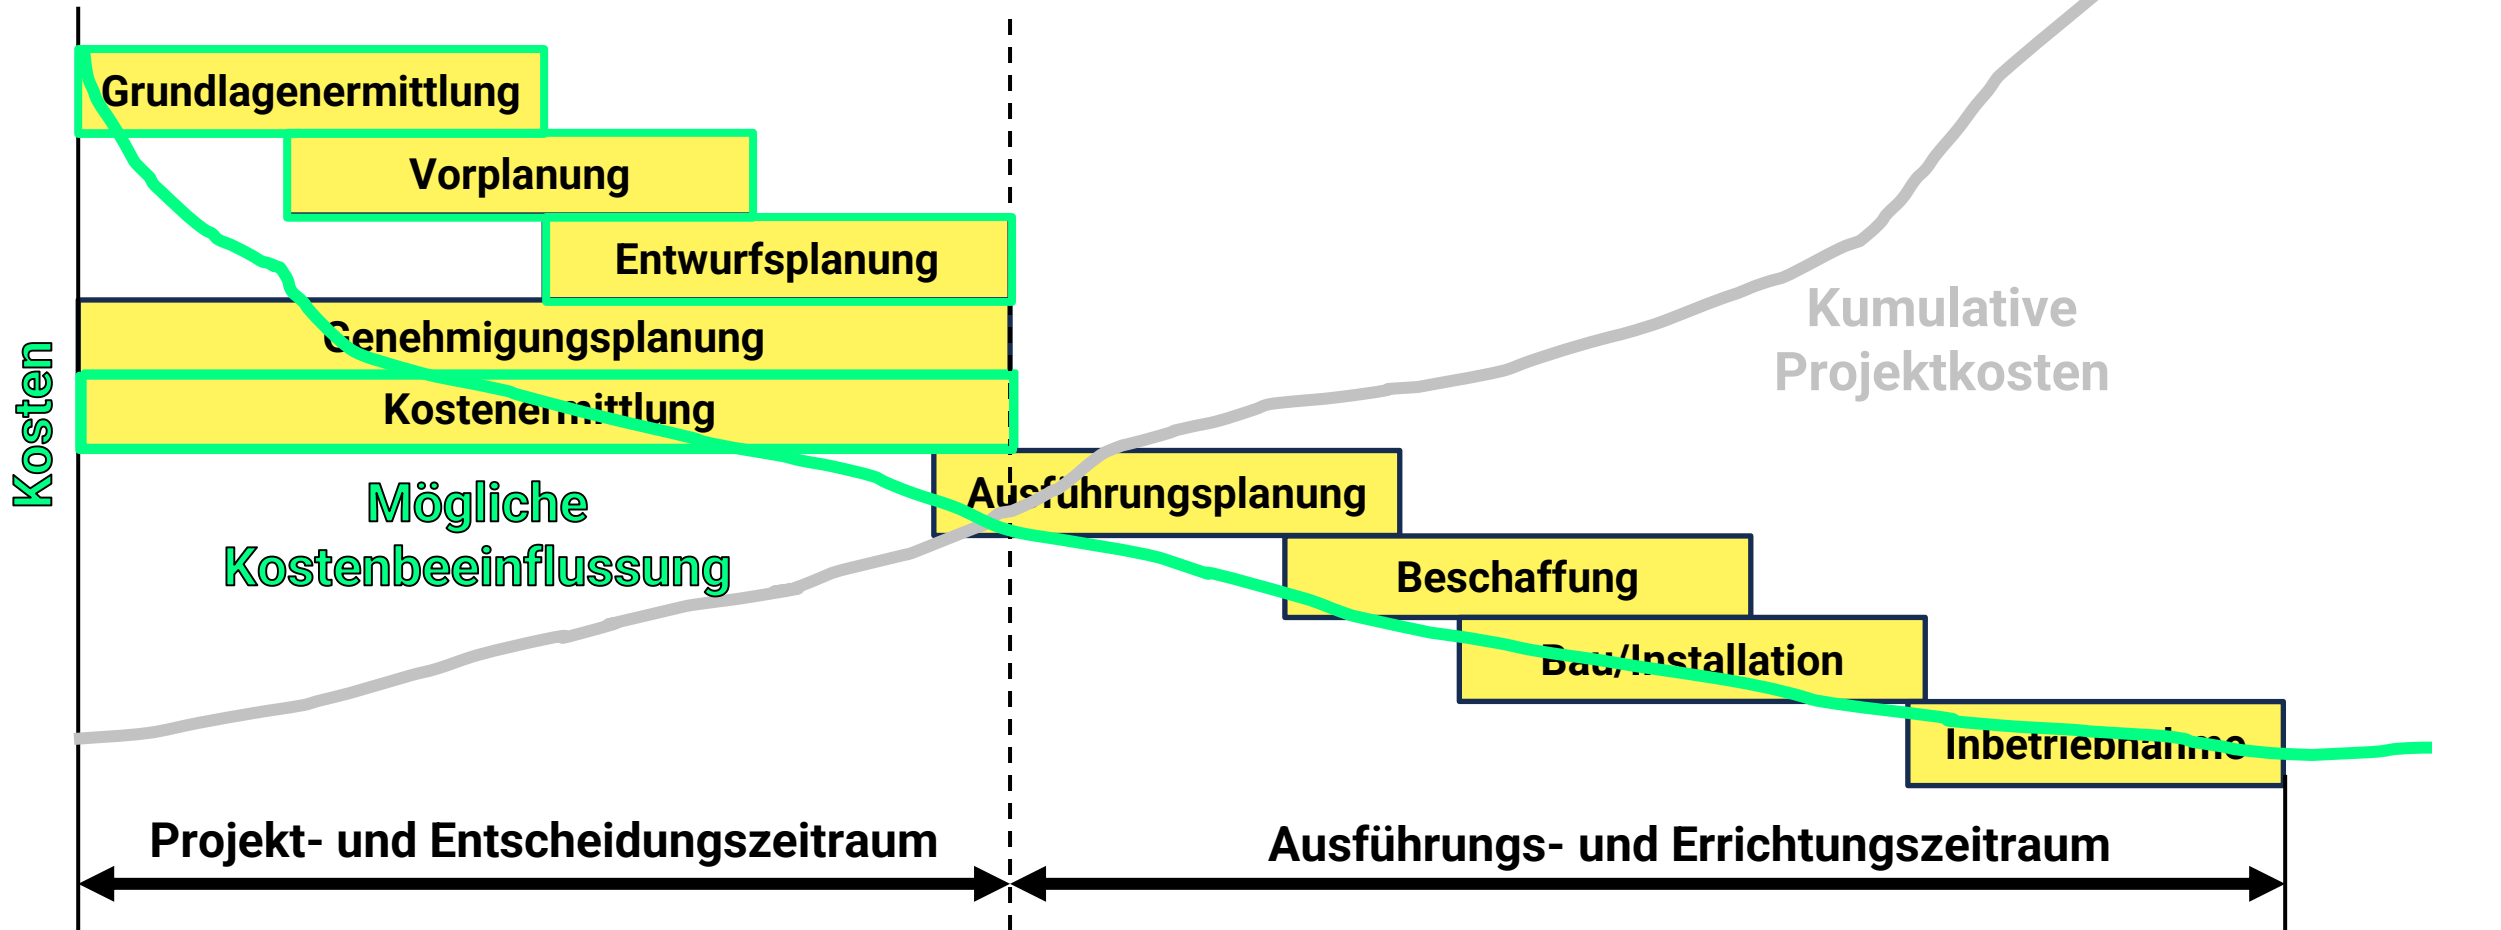 Grundlagenermittlung
Vorplanung
Entwurfsplanung
Genehmigungsplanung
Kostenermittlung
Kosten
Mögliche
Kostenbeeinflussung
Kumulative
Projektkosten
Ausführungsplanung
Beschaffung
Bau/Installation
Inbetriebnahme
Projekt- und Entscheidungszeitraum
Ausführungs- und Errichtungszeitraum